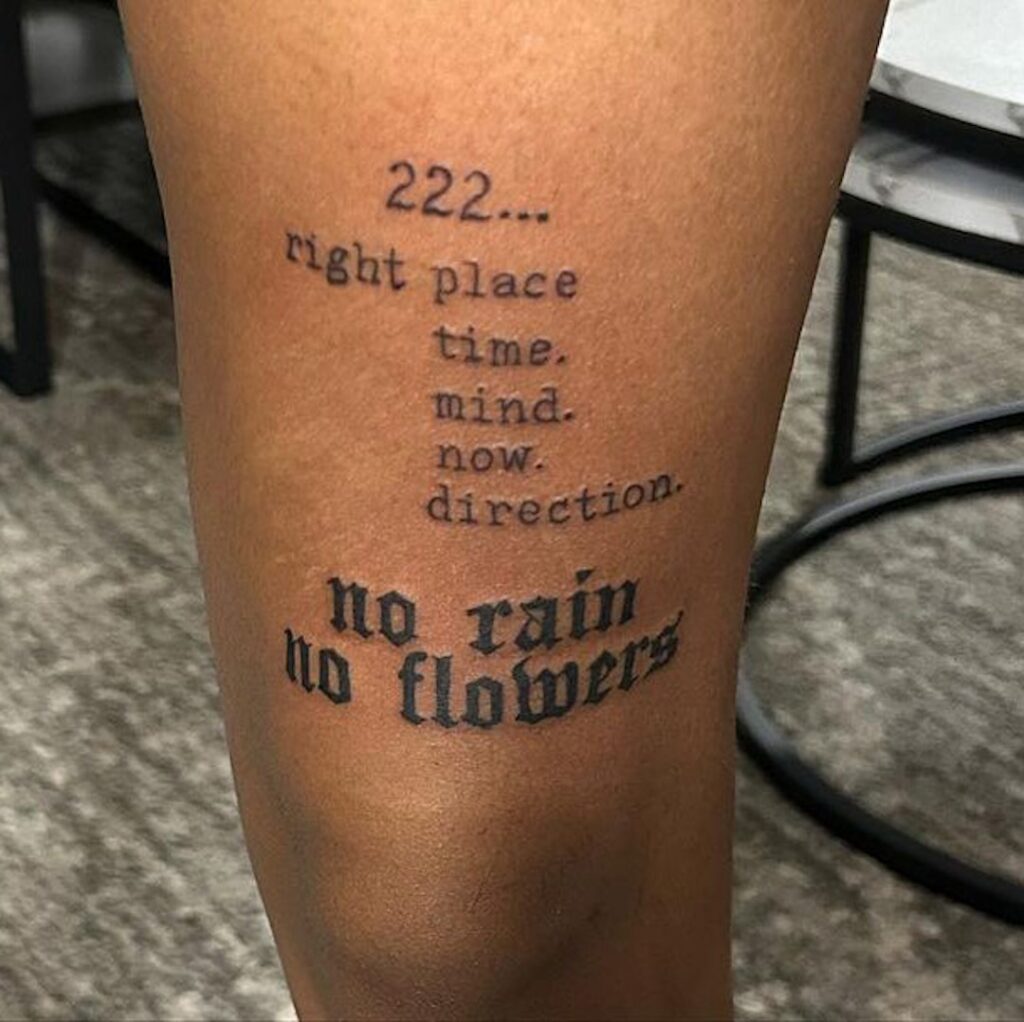 222...
right place
time.
mind.
now.
direction.
no rain
no flowers